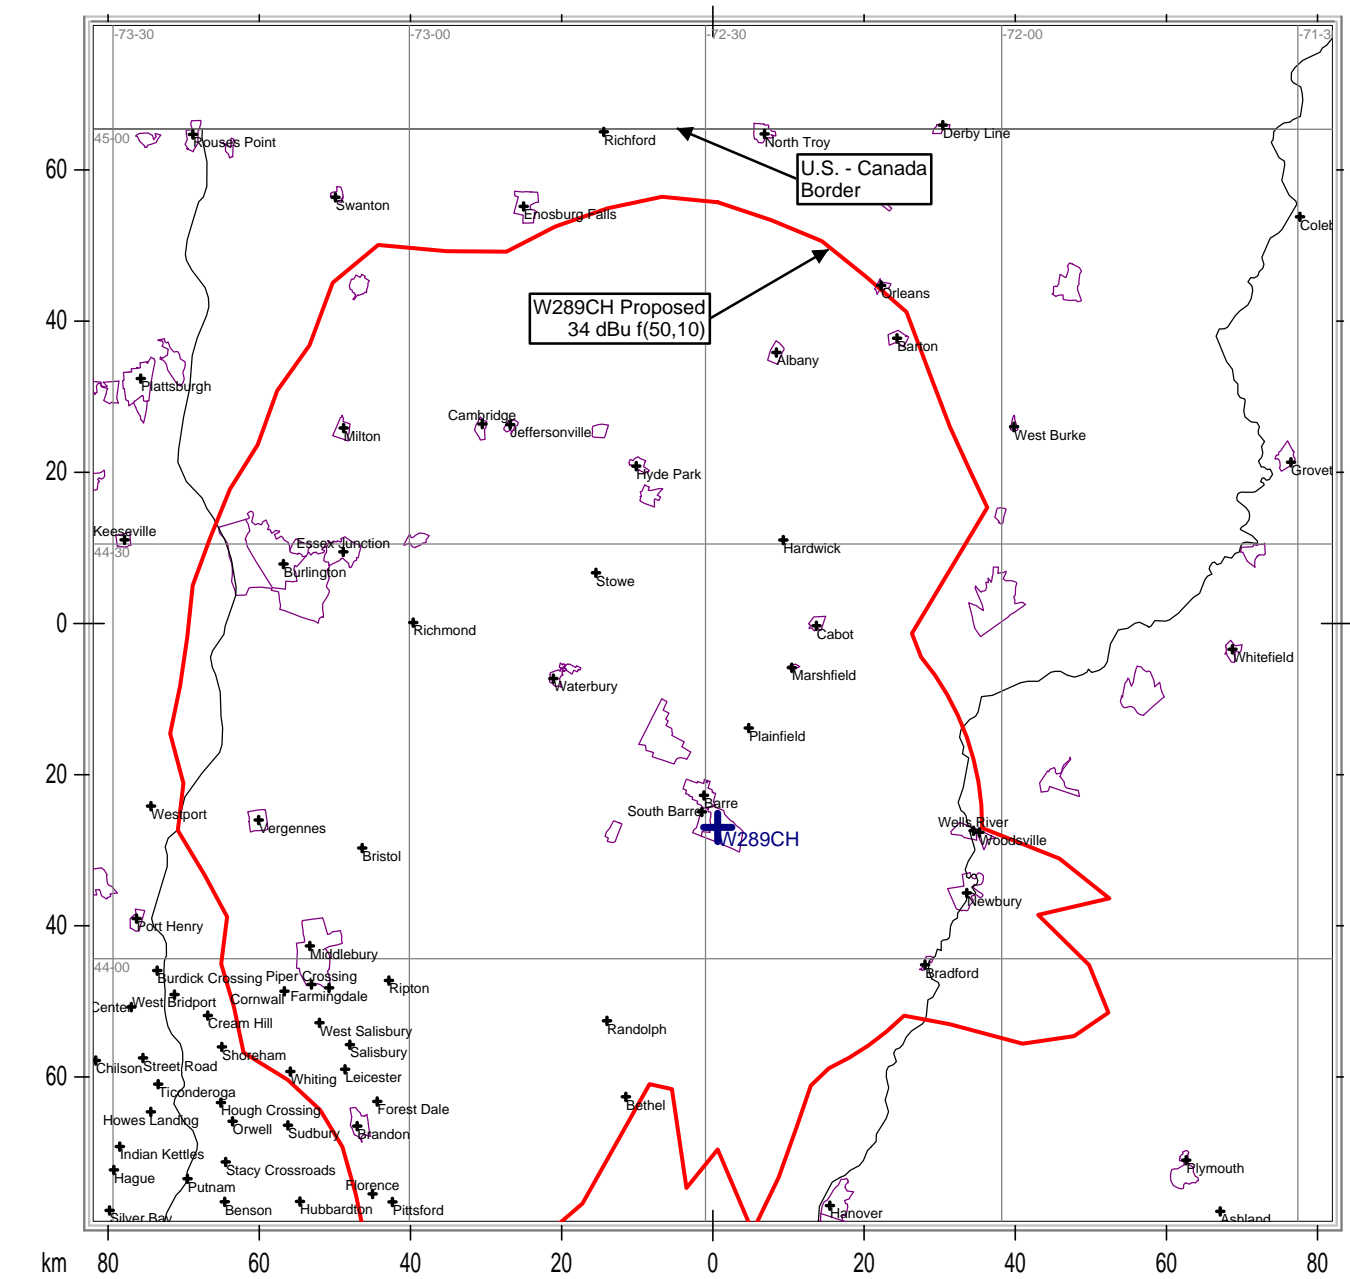 -73-30
-73-00
-72-30
-72-00
-71-3
45-00
Rouses Point
Richford
North Troy
Derby Line
60
U.S. - Canada
Border
Swanton
Enosburg Falls
Coleb
W289CH Proposed
34 dBu f(50,10)
Orleans
40
Barton
Albany
Plattsburgh
Cambridge
Jeffersonville
Milton
West Burke
20
Hyde Park
Grovet
Keeseville
44-30
Essex Junction
Burlington
Hardwick
Stowe
0
Richmond
Cabot
Whitefield
Marshfield
Waterbury
Plainfield
20
Westport
Vergennes
South Barre
Barre
W289CH
Wells River
Woodsville
Bristol
Newbury
40
Port Henry
Middlebury
44-00
Burdick Crossing
Piper Crossing
Bradford
Center
West Bridport
Cornwall
Farmingdale
Ripton
Cream Hill
West Salisbury
Randolph
Shoreham
Salisbury
60
Chilson
Street Road
Whiting
Leicester
Ticonderoga
Hough Crossing
Forest Dale
Bethel
Howes Landing
Orwell
Sudbury
Brandon
Indian Kettles
Stacy Crossroads
Plymouth
Hague
Putnam
Florence
Silver Bay
Benson
Hubbardton
Pittsford
Hanover
Ashland
km
80
60
40
20
0
20
40
60
80